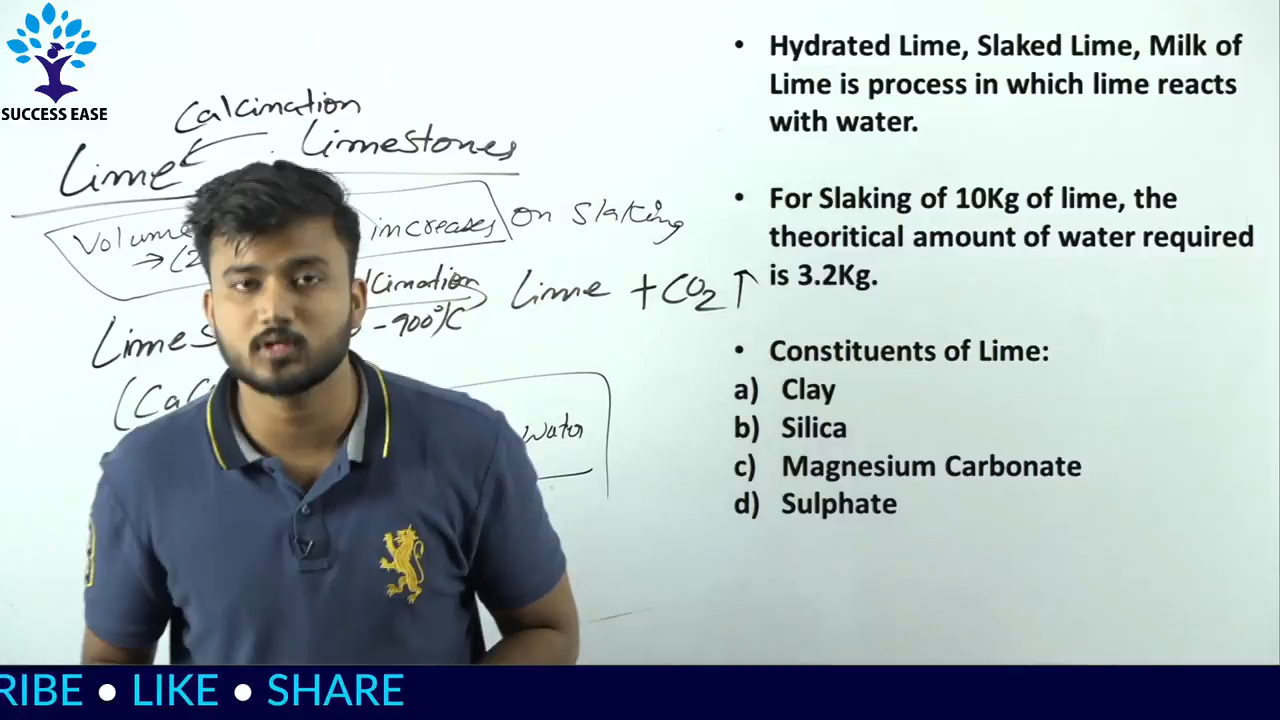 SUCCESS EASE
Calcination
Lime
Limestones
Volume increases on Slaking
Lime + CO2 ↑
-900°C
water
• Hydrated Lime, Slaked Lime, Milk of
Lime is process in which lime reacts
with water.
• For Slaking of 10Kg of lime, the
theoritical amount of water required
is 3.2Kg.
• Constituents of Lime:
a) Clay
b) Silica
c) Magnesium Carbonate
d) Sulphate
RIBE ● LIKE ● SHARE